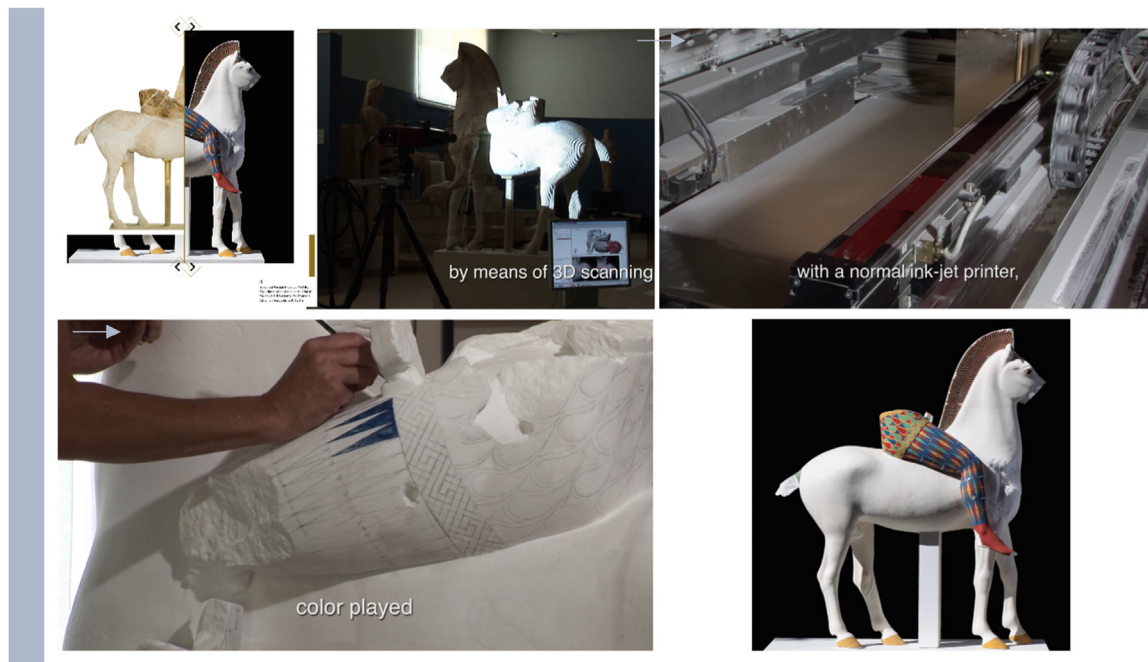 by means of 3D scanning
with a normal ink-jet printer,
color played